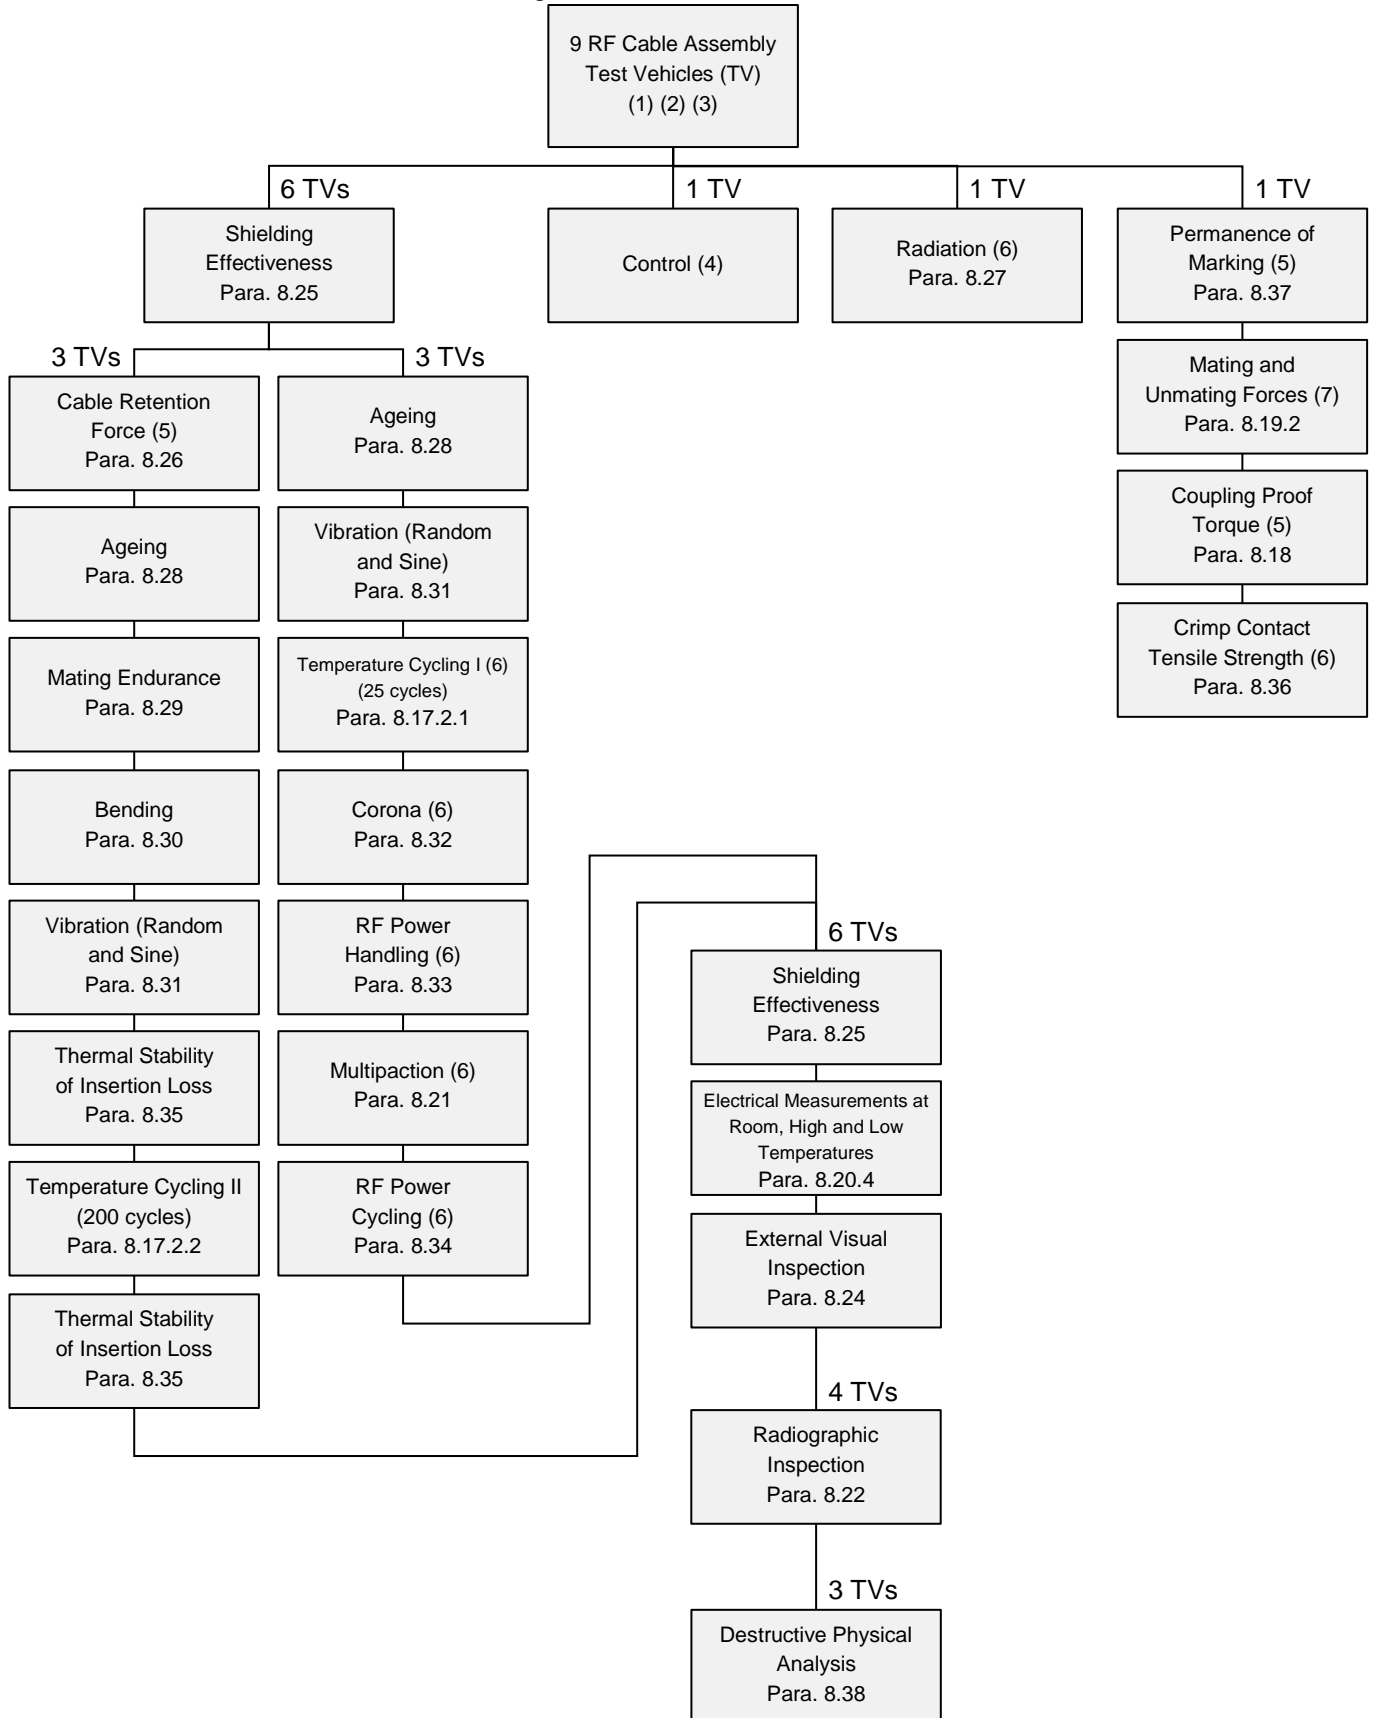 9 RF Cable Assembly
Test Vehicles (TV)
(1) (2) (3)
6 TVs
1 TV
1 TV
1 TV
Shielding
Effectiveness
Para. 8.25
Control (4)
Radiation (6)
Para. 8.27
Permanence of
Marking (5)
Para. 8.37
Mating and
Unmating Forces (7)
Para. 8.19.2
Coupling Proof
Torque (5)
Para. 8.18
Crimp Contact
Tensile Strength (6)
Para. 8.36
3 TVs
3 TVs
Cable Retention
Force (5)
Para. 8.26
Ageing
Para. 8.28
Mating Endurance
Para. 8.29
Bending
Para. 8.30
Vibration (Random
and Sine)
Para. 8.31
Thermal Stability
of Insertion Loss
Para. 8.35
Temperature Cycling II
(200 cycles)
Para. 8.17.2.2
Thermal Stability
of Insertion Loss
Para. 8.35
Ageing
Para. 8.28
Vibration (Random
and Sine)
Para. 8.31
Temperature Cycling I (6)
(25 cycles)
Para. 8.17.2.1
Corona (6)
Para. 8.32
RF Power
Handling (6)
Para. 8.33
Multipaction (6)
Para. 8.21
RF Power
Cycling (6)
Para. 8.34
6 TVs
Shielding
Effectiveness
Para. 8.25
Electrical Measurements at
Room, High and Low
Temperatures
Para. 8.20.4
External Visual
Inspection
Para. 8.24
4 TVs
Radiographic
Inspection
Para. 8.22
3 TVs
Destructive Physical
Analysis
Para. 8.38